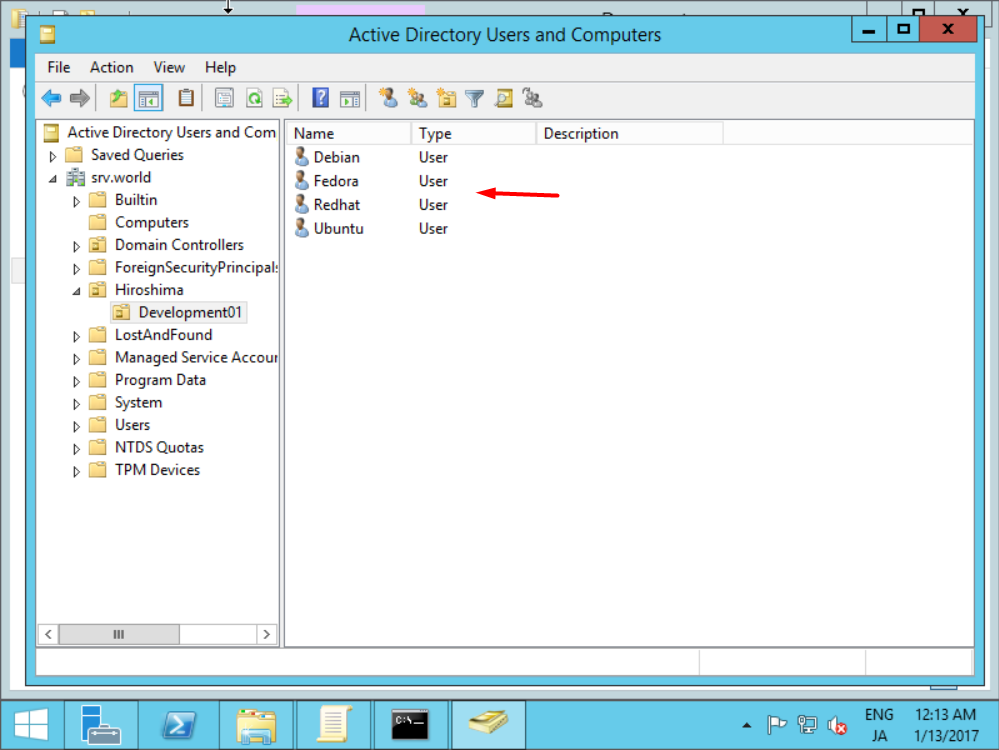 Active Directory Users and Computers
File Action View Help
Active Directory Users and Com
Saved Queries
srv.world
Builtin
Computers
Domain Controllers
ForeignSecurityPrincipals
Hiroshima
Development01
LostAndFound
Managed Service Accoun
Program Data
System
Users
NTDS Quotas
TPM Devices
Name Type Description
Debian User
Fedora User
Redhat User
Ubuntu User
C:\._
ENG 12:13 AM
JA 1/13/2017